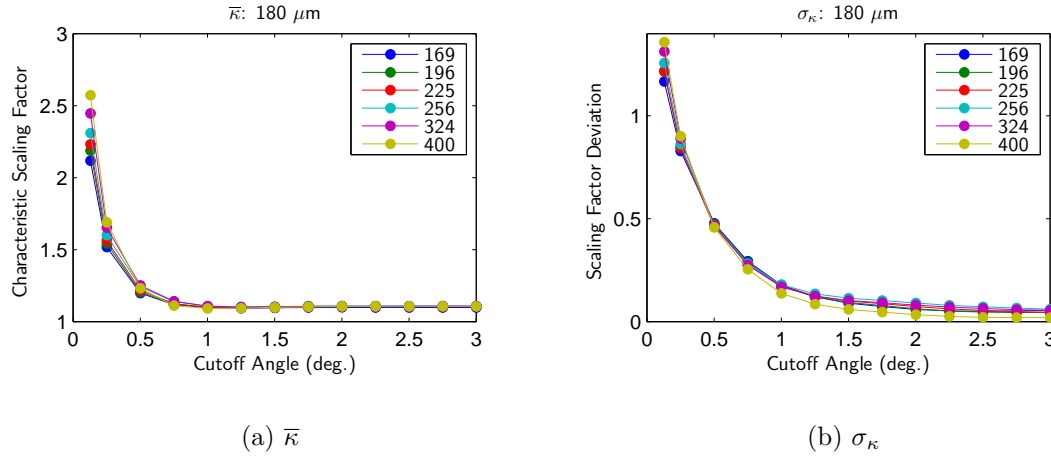 κ̅: 180 μm
Characteristic Scaling Factor
3
2.5
2
1.5
1
169
196
225
256
324
400
0 0.5 1 1.5 2 2.5 3
Cutoff Angle (deg.)
(a) κ̅
σκ: 180 μm
Scaling Factor Deviation
1
0.5
0
169
196
225
256
324
400
0 0.5 1 1.5 2 2.5 3
Cutoff Angle (deg.)
(b) σκ